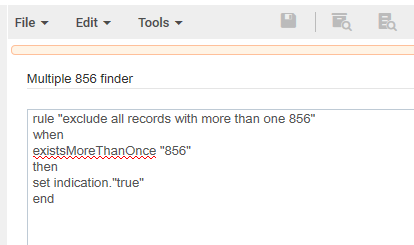 File Edit Tools
Multiple 856 finder
rule "exclude all records with more than one 856"
when
existsMoreThanOnce "856"
then
set indication."true"
end